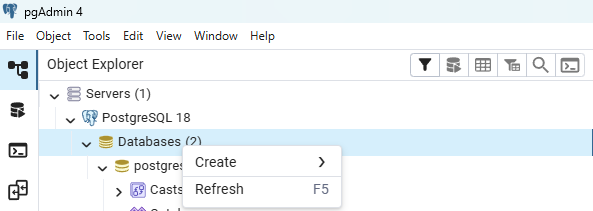 pgAdmin 4
File Object Tools Edit View Window Help
Object Explorer
Servers (1)
PostgreSQL 18
Databases (2)
Create
postgres
Refresh F5
Casts